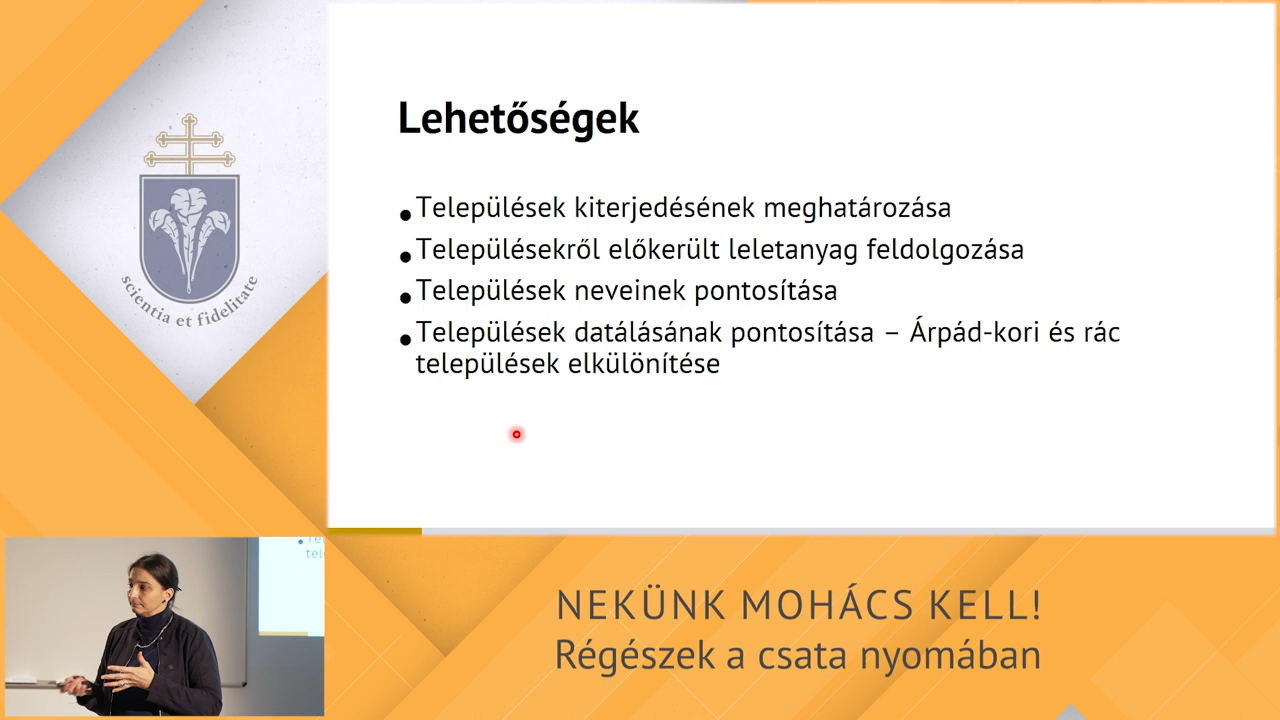 Lehetőségek
Települések kiterjedésének meghatározása
Településekről előkerült leletanyag feldolgozása
Települések neveinek pontosítása
Települések datálásának pontosítása – Árpád-kori és rác
települések elkülönítése
scientia et fidelitate
NEKÜNK MOHÁCS KELL!
Régészek a csata nyomában